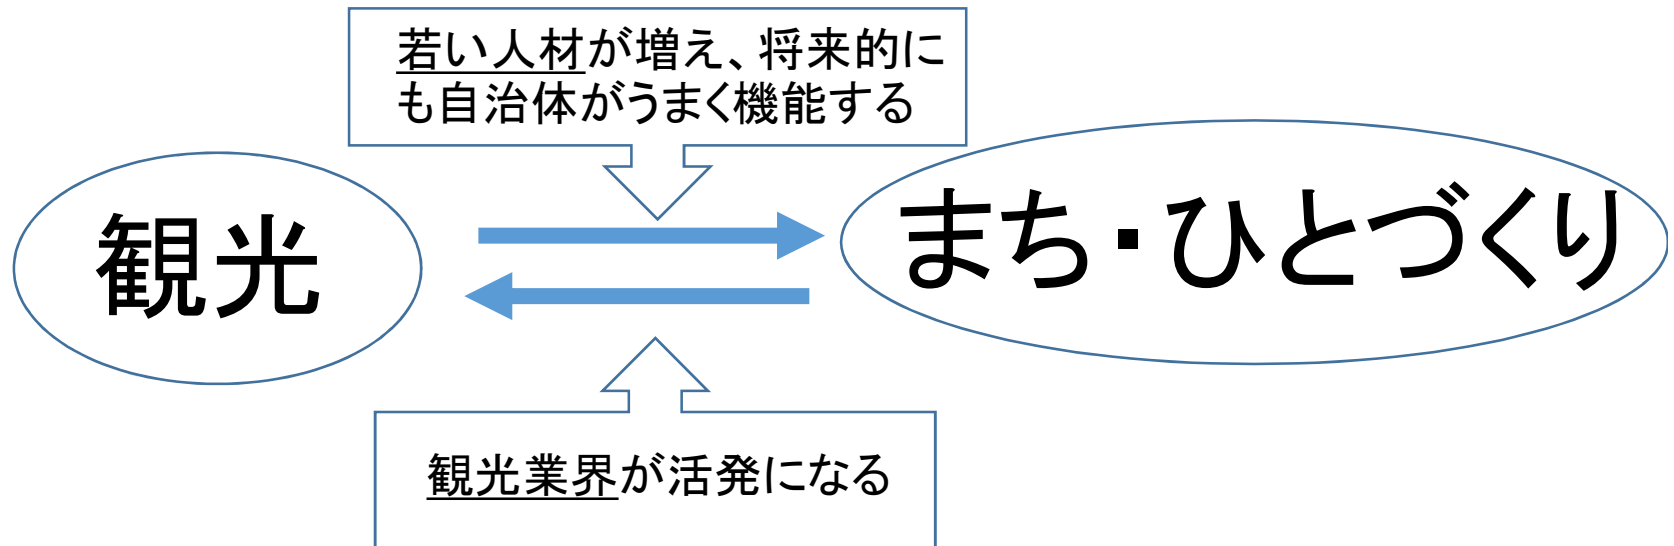 若い人材が増え、将来的に
も自治体がうまく機能する
観光
まち・ひとづくり
観光業界が活発になる